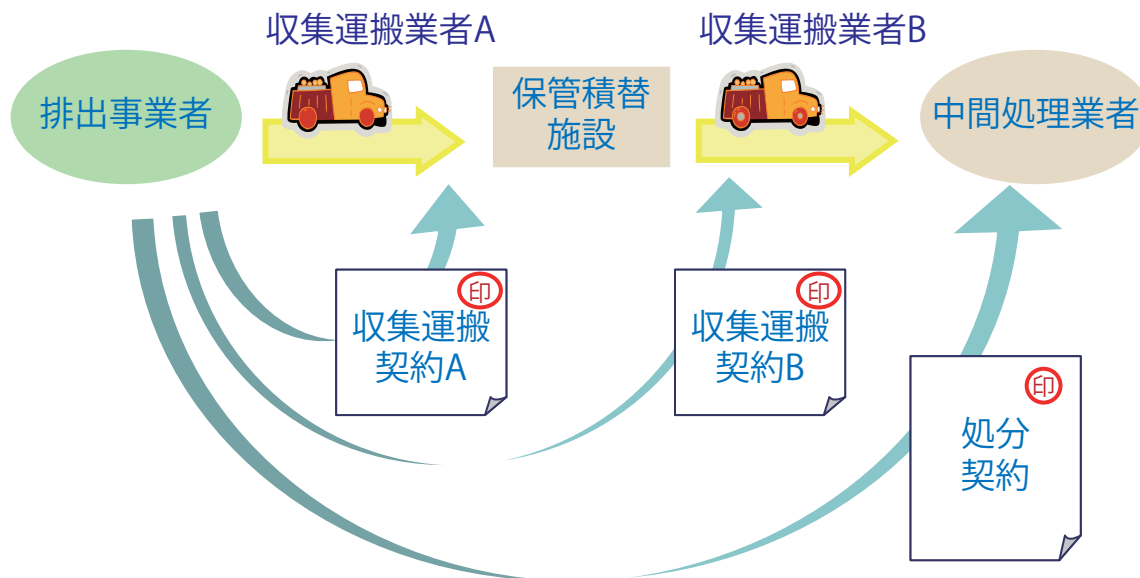 収集運搬業者A
収集運搬業者B
排出事業者
保管積替
施設
中間処理業者
印
収集運搬
契約A
印
収集運搬
契約B
印
処分
契約